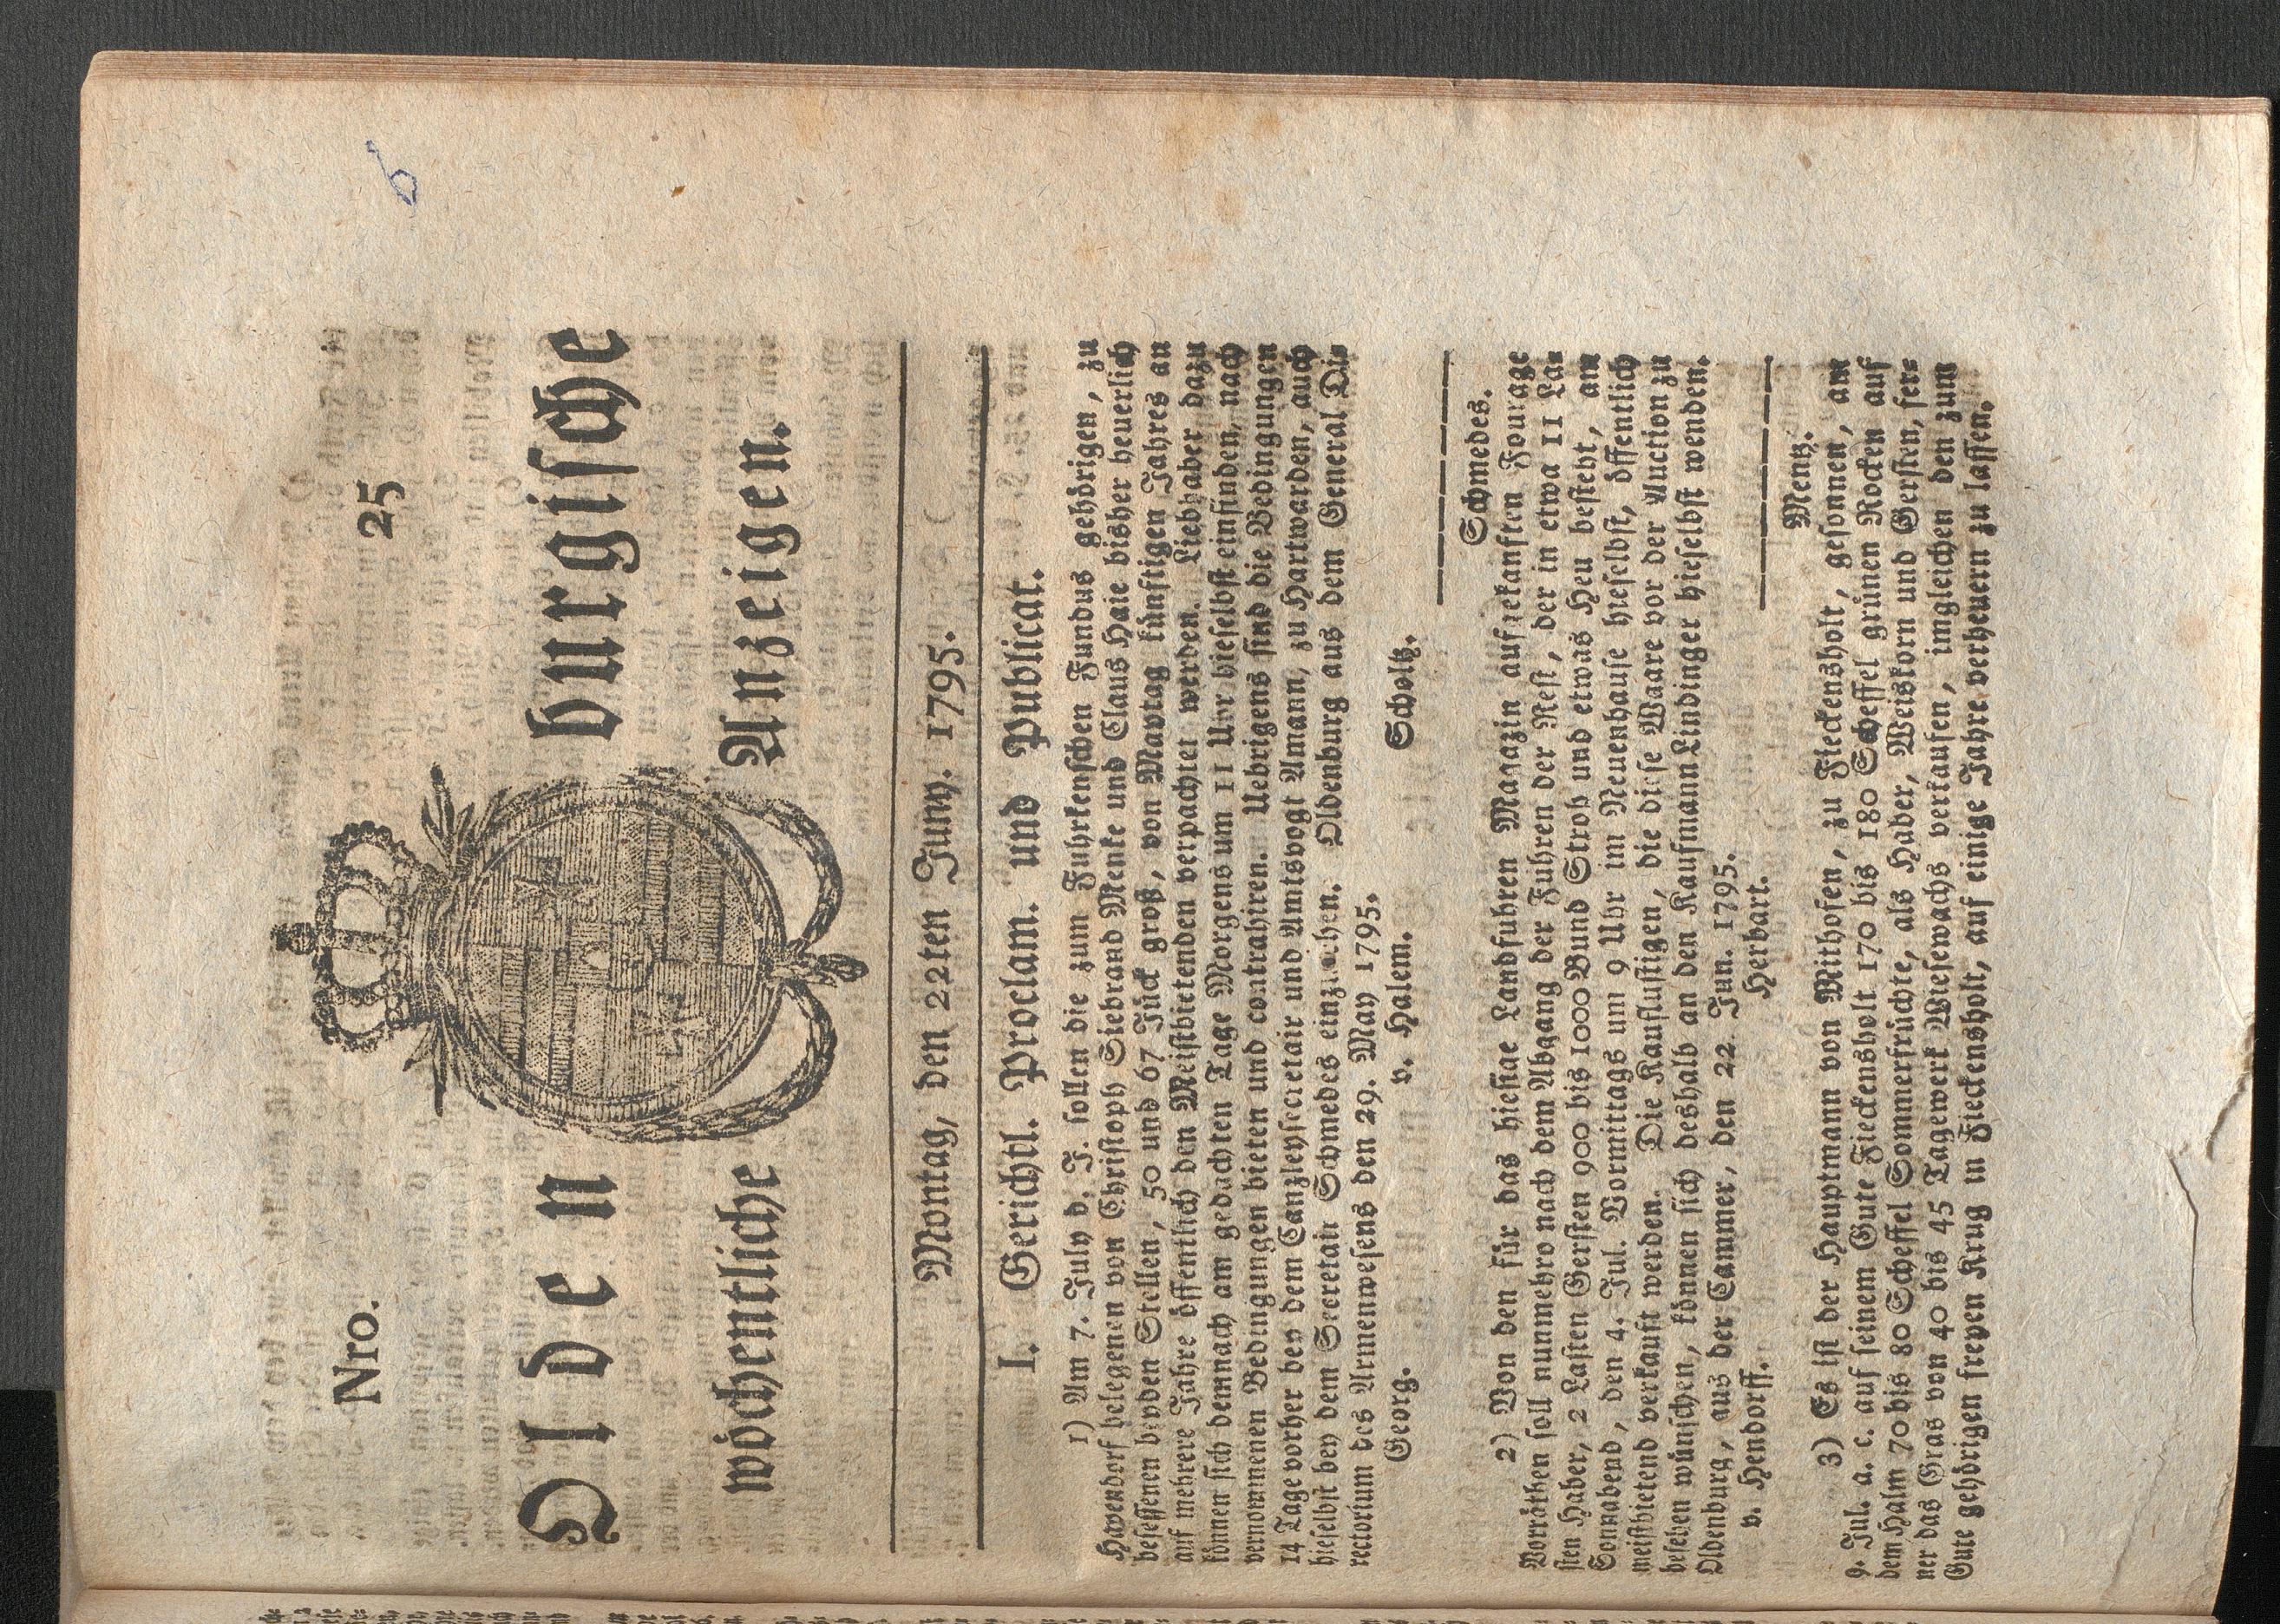 Nro. 25
Olden burgische
wöchentliche Anzeigen.
Montag, den 22ten Juny. 1795.
I. Gerichtl. Proclam. und Publicat.
1) Am 7. July d. J. sollen die zum Fuhrkenschen Fundus gehörigen, zu
Havendorf belegenen von Christoph Siebrand Menke und Claus Haie bisher heuerlich
besessenen beyden Stellen, 50 und 67 Jück groß, von Maytag künftigen Jahres an
auf mehrere Jahre öffentlich den Meistbietenden verpachtet werden. Liebhaber dazu
können sich demnach am gedachten Tage Morgens um 11 Uhr hieselbst einfinden, nach
vernommenen Bedingungen bieten und contrahiren. Uebrigens sind die Bedingungen
14 Tage vorher bey dem Canzleysecretair und Amtsvogt Amann, zu Hartwarden, auch
hieselbst bey dem Secretair Schmedes einzusehen. Oldenburg aus dem General Di-
rectorium des Armenwesens den 29. May 1795.
Georg. v. Halem. Scholtz.
Schmedes.
2) Von den für das hiesige Landfuhren Magazin aufgekauften Fourage
Vorräthen soll nunmehro nach dem Abgang der Fuhren der Rest, der in etwa 11 La-
sten Haber, 2 Lasten Gersten 900 bis 1000 Bund Stroh und etwas Heu besteht, am
Sonnabend, den 4. Jul. Vormittags um 9 Uhr im Neuenhause hieselbst, öffentlich
meistbietend verkauft werden. Die Kauflustigen, die diese Waare vor der Auction zu
besehen wünschen, können sich deshalb an den Kaufmann Lindinger hieselbst wenden.
Oldenburg, aus der Cammer, den 22. Jun. 1795.
v. Hendorff. Herbart.
Mentz.
3) Es ist der Hauptmann von Mithofen, zu Fickensholt, gesonnen, am
9. Jul. a. c. auf seinem Gute Fickensholt 170 bis 180 Scheffel grünen Rocken auf
dem Halm 70 bis 80 Scheffel Sommerfrüchte, als Haber, Weiskorn und Gersten, fer-
ner das Gras von 40 bis 45 Tagewerk Wiesewachs verkaufen, imgleichen den zum
Gute gehörigen freyen Krug in Fickensholt, auf einige Jahre verheuern zu lassen.